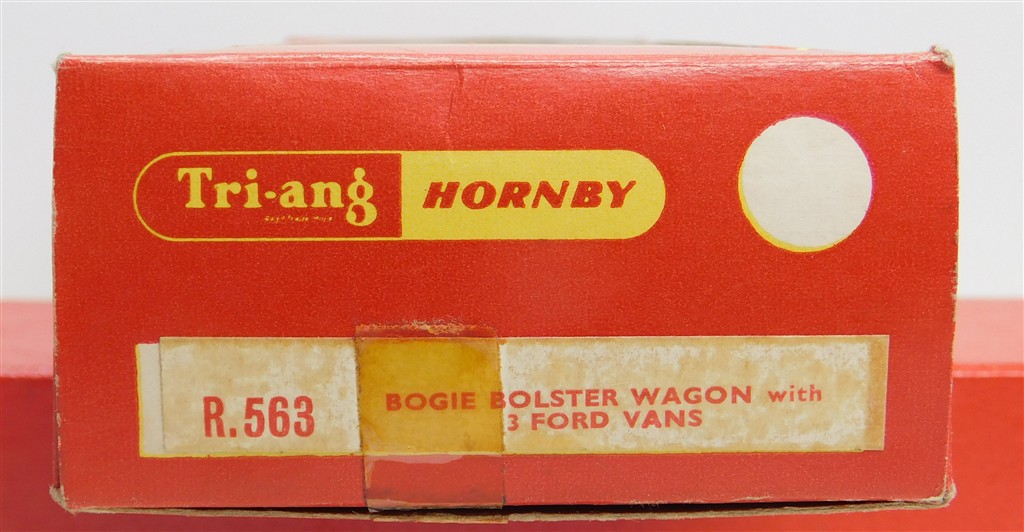 Tri-ang HORNBY
R.563
BOGIE BOLSTER WAGON with
3 FORD VANS